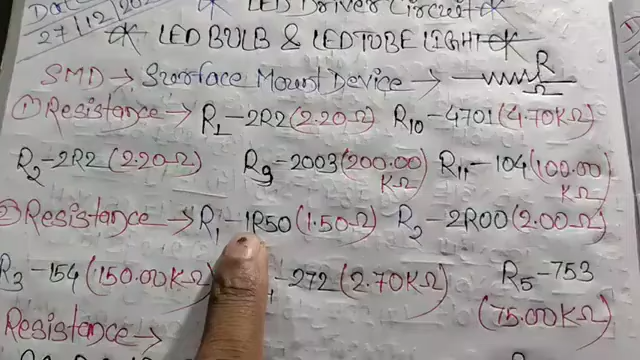 27/12/20
LED Driver Circuit
LED BULB & LED TOBE LIGHT
SMD → Surface Mount Device → R Ω
① Resistance → R1 - 2R2 (2.20Ω) R10 - 4701 (4.70KΩ)
R2 - 2R2 (2.20Ω) R9 - 2003 (200.00 KΩ) R11 - 104 (100.00 KΩ)
② Resistance → R1 - 1R50 (1.50Ω) R2 - 2R00 (2.00Ω)
R3 - 154 (150.00KΩ) - 272 (2.70KΩ) R5 - 753 (75.00KΩ)
Resistance →